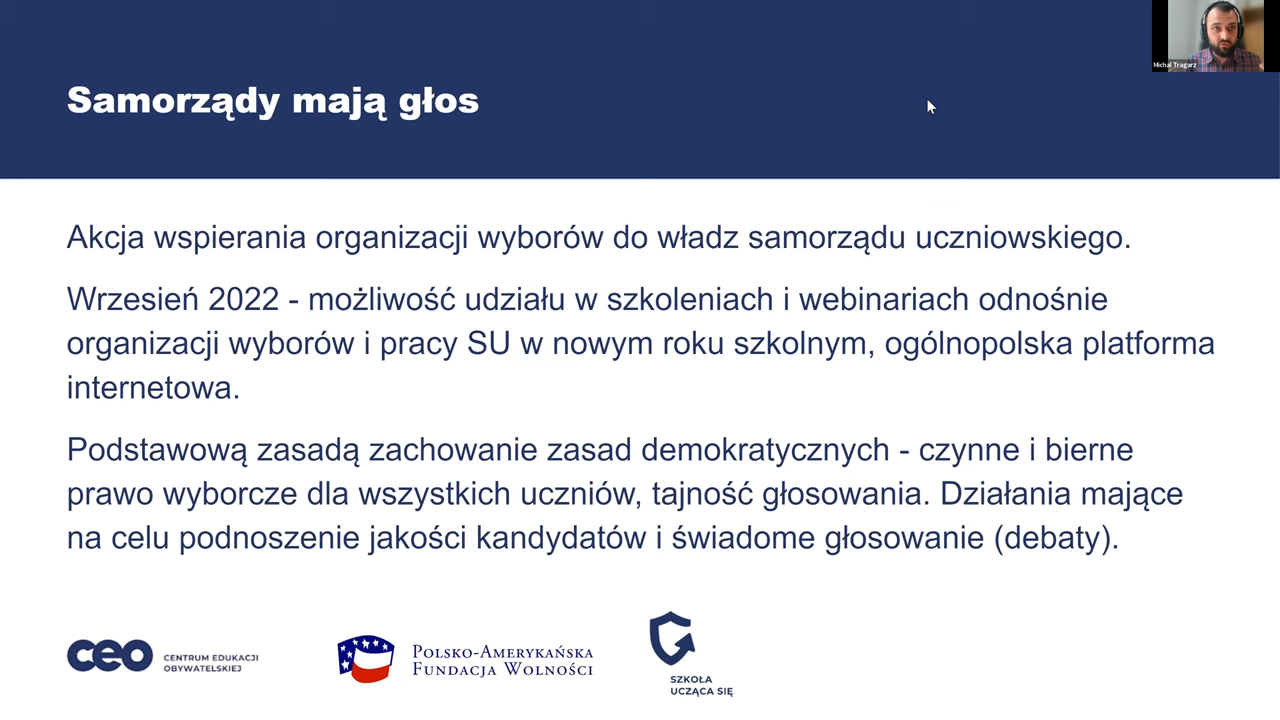 Michał Tragarz
Samorządy mają głos
Akcja wspierania organizacji wyborów do władz samorządu uczniowskiego.
Wrzesień 2022 - możliwość udziału w szkoleniach i webinariach odnośnie
organizacji wyborów i pracy SU w nowym roku szkolnym, ogólnopolska platforma
internetowa.
Podstawową zasadą zachowanie zasad demokratycznych - czynne i bierne
prawo wyborcze dla wszystkich uczniów, tajność głosowania. Działania mające
na celu podnoszenie jakości kandydatów i świadome głosowanie (debaty).
ceo
CENTRUM EDUKACJI
OBYWATELSKIEJ
POLSKO-AMERYKAŃSKA
FUNDACJA WOLNOŚCI
SZKOŁA
UCZĄCA SIĘ